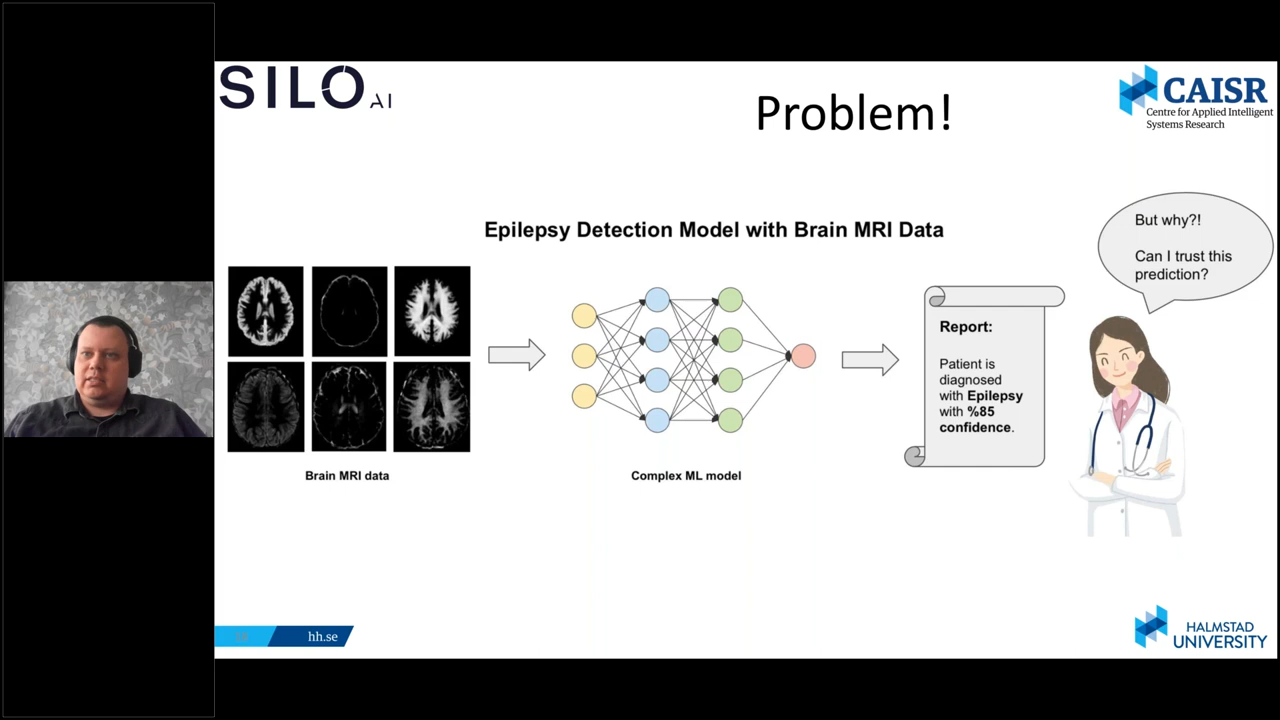 SILO AI
Problem!
CAISR
Centre for Applied Intelligent
Systems Research
Epilepsy Detection Model with Brain MRI Data
But why?!
Can I trust this
prediction?
Report:
Patient is
diagnosed
with Epilepsy
with %85
confidence.
Brain MRI data
Complex ML model
hh.se
HALMSTAD
UNIVERSITY